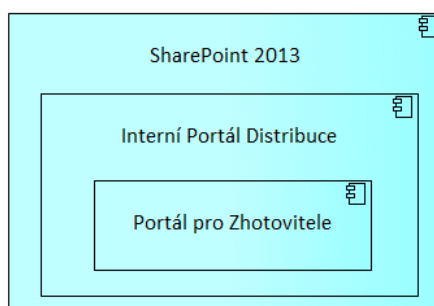 SharePoint 2013
Interní Portál Distribuce
Portál pro Zhotovitele